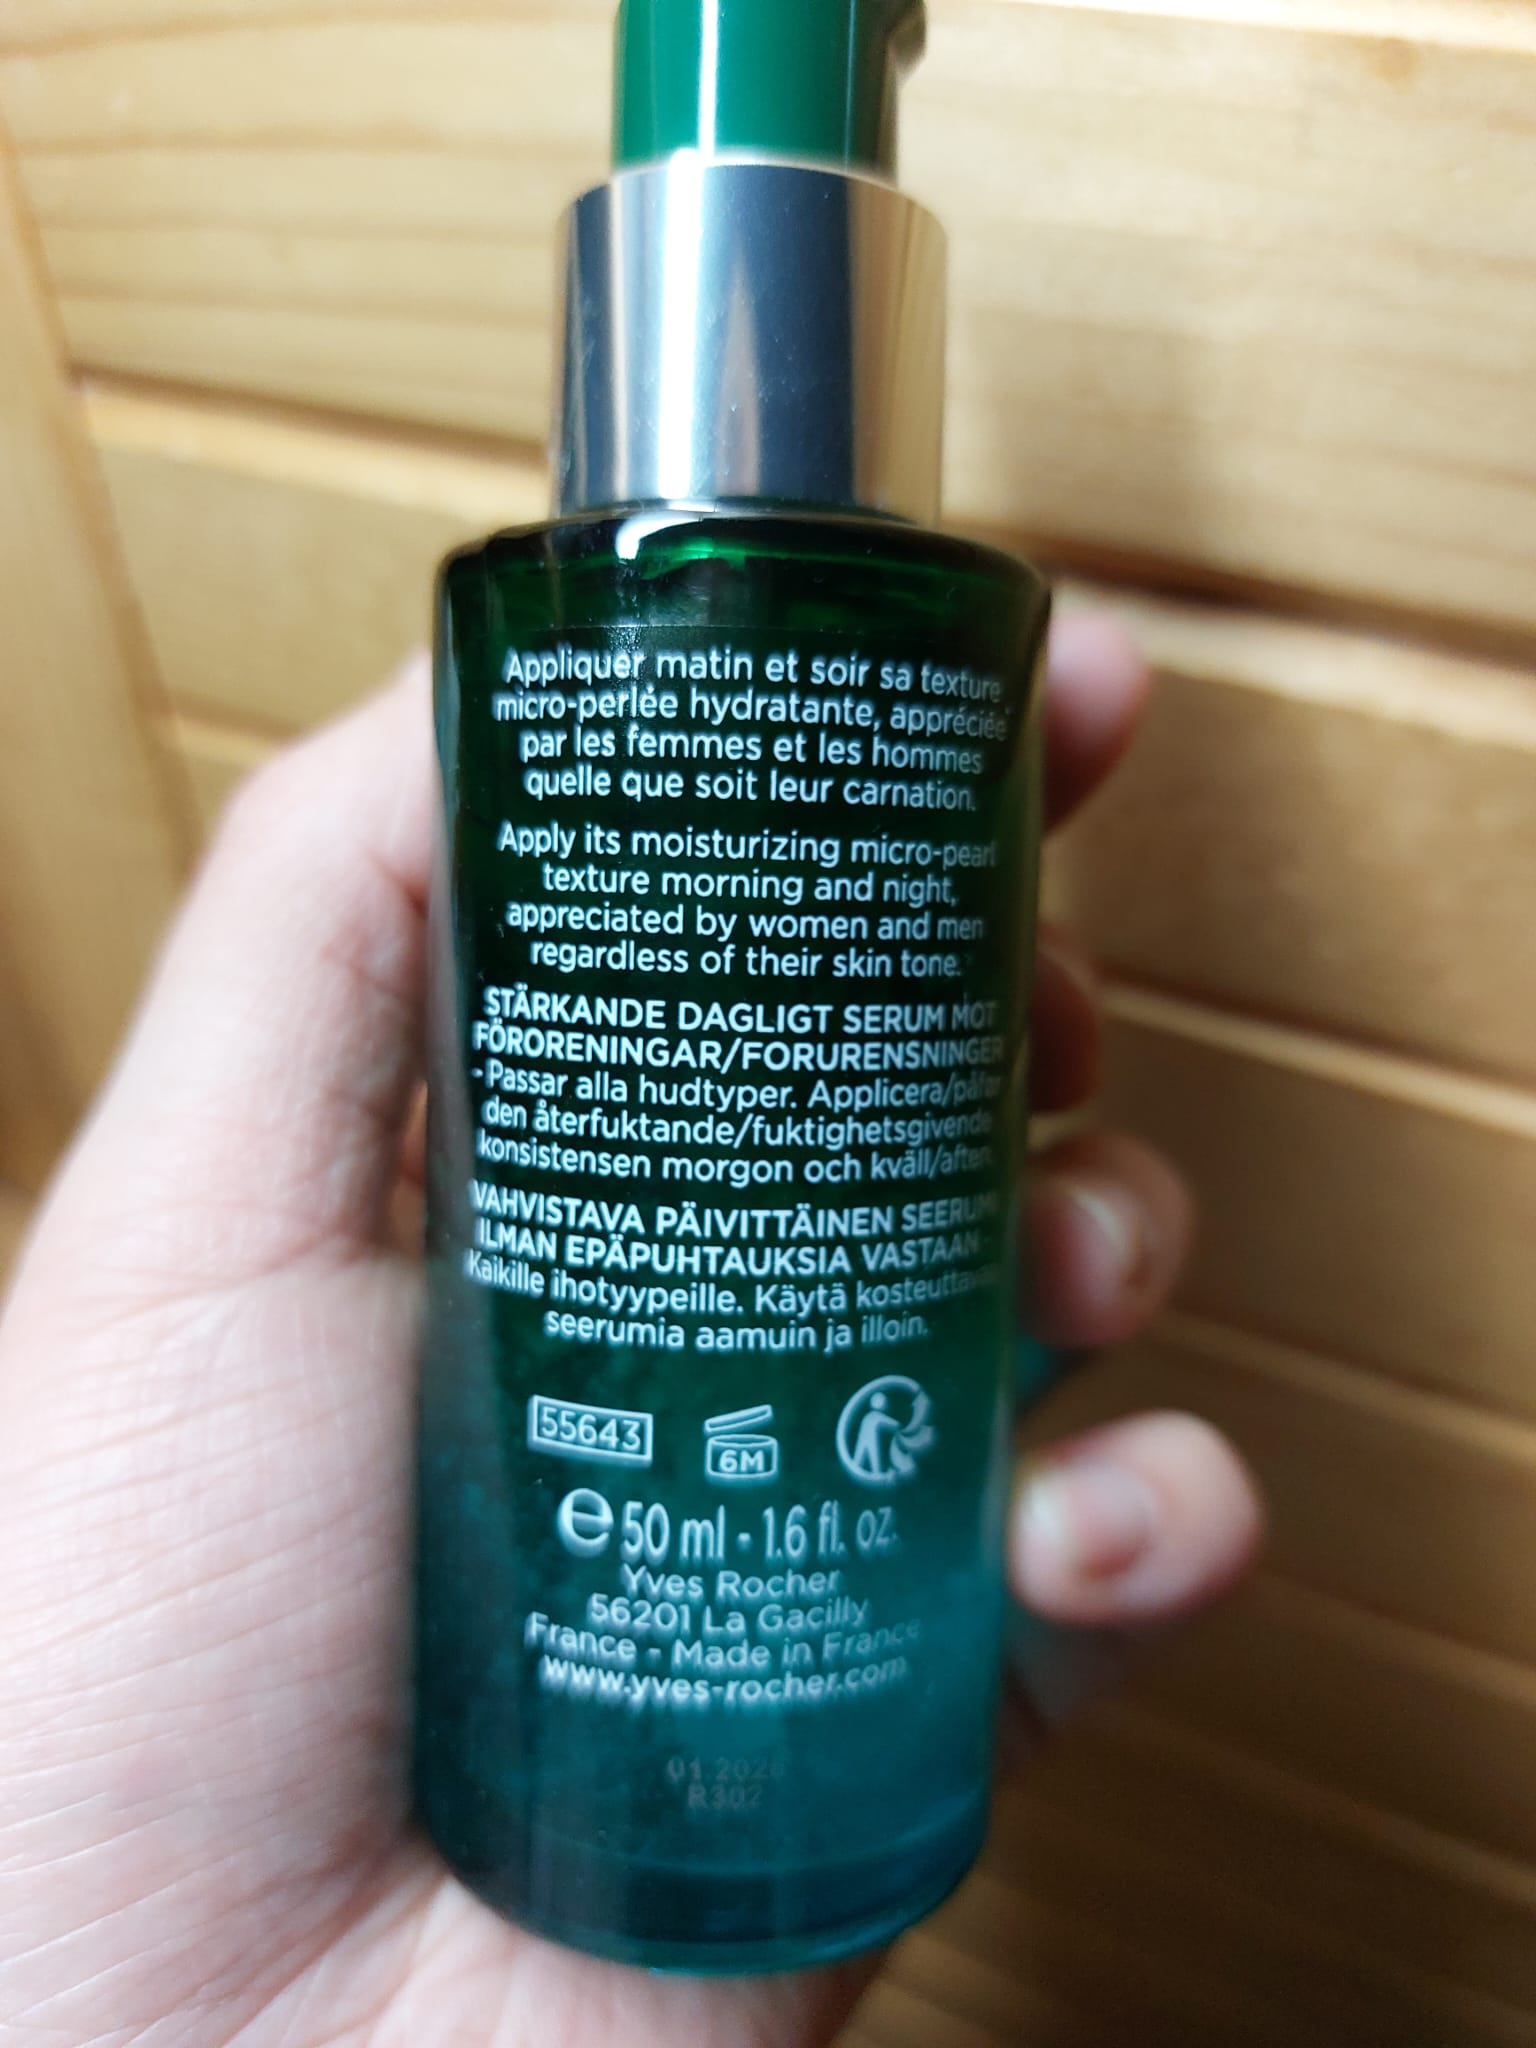 Appliquer matin et soir sa texture
micro-perlée hydratante, appréciée
par les femmes et les hommes
quelle que soit leur carnation.
Apply its moisturizing micro-pearl
texture morning and night,
appreciated by women and men
regardless of their skin tone.
STÄRKANDE DAGLIGT SERUM MOT
FÖRORENINGAR/FORURENSNINGER
- Passar alla hudtyper. Applicera/påfør
den återfuktande/fuktighetsgivende
konsistensen morgon och kväll/aften.
VAHVISTAVA PÄIVITTÄINEN SEERUMI
ILMAN EPÄPUHTAUKSIA VASTAAN -
Kaikille ihotyypeille. Käytä kosteuttavaa
seerumia aamuin ja illoin.
55643 6M
e 50 ml - 1.6 fl. oz.
Yves Rocher
56201 La Gacilly
France - Made in France
www.yves-rocher.com
01.2026
R302